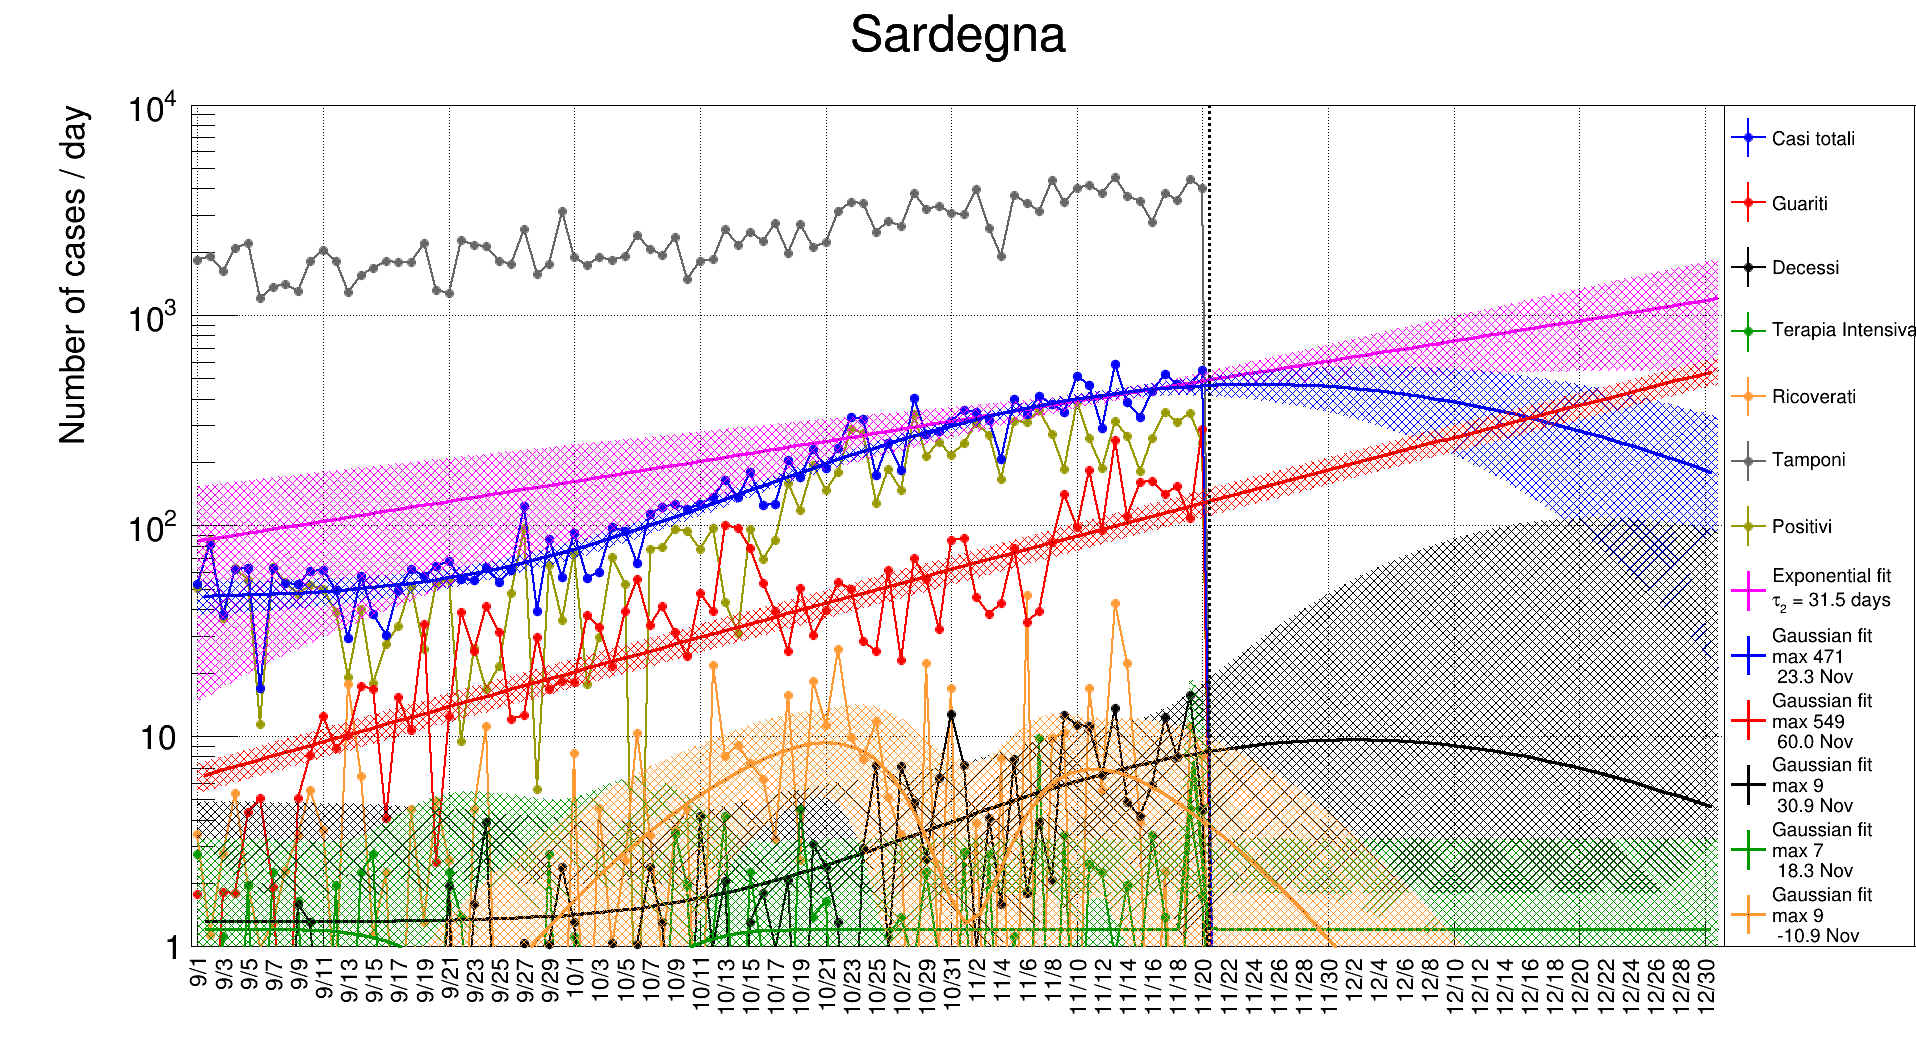 Sardegna
Number of cases / day
10^4
10^3
10^2
10
1
9/1
9/3
9/5
9/7
9/9
9/11
9/13
9/15
9/17
9/19
9/21
9/23
9/25
9/27
9/29
10/1
10/3
10/5
10/7
10/9
10/11
10/13
10/15
10/17
10/19
10/21
10/23
10/25
10/27
10/29
10/31
11/2
11/4
11/6
11/8
11/10
11/12
11/14
11/16
11/18
11/20
11/22
11/24
11/26
11/28
11/30
12/2
12/4
12/6
12/8
12/10
12/12
12/14
12/16
12/18
12/20
12/22
12/24
12/26
12/28
12/30
Casi totali
Guariti
Decessi
Terapia Intensiva
Ricoverati
Tamponi
Positivi
Exponential fit
τ₂ = 31.5 days
Gaussian fit
max 471
23.3 Nov
Gaussian fit
max 549
60.0 Nov
Gaussian fit
max 9
30.9 Nov
Gaussian fit
max 7
18.3 Nov
Gaussian fit
max 9
-10.9 Nov